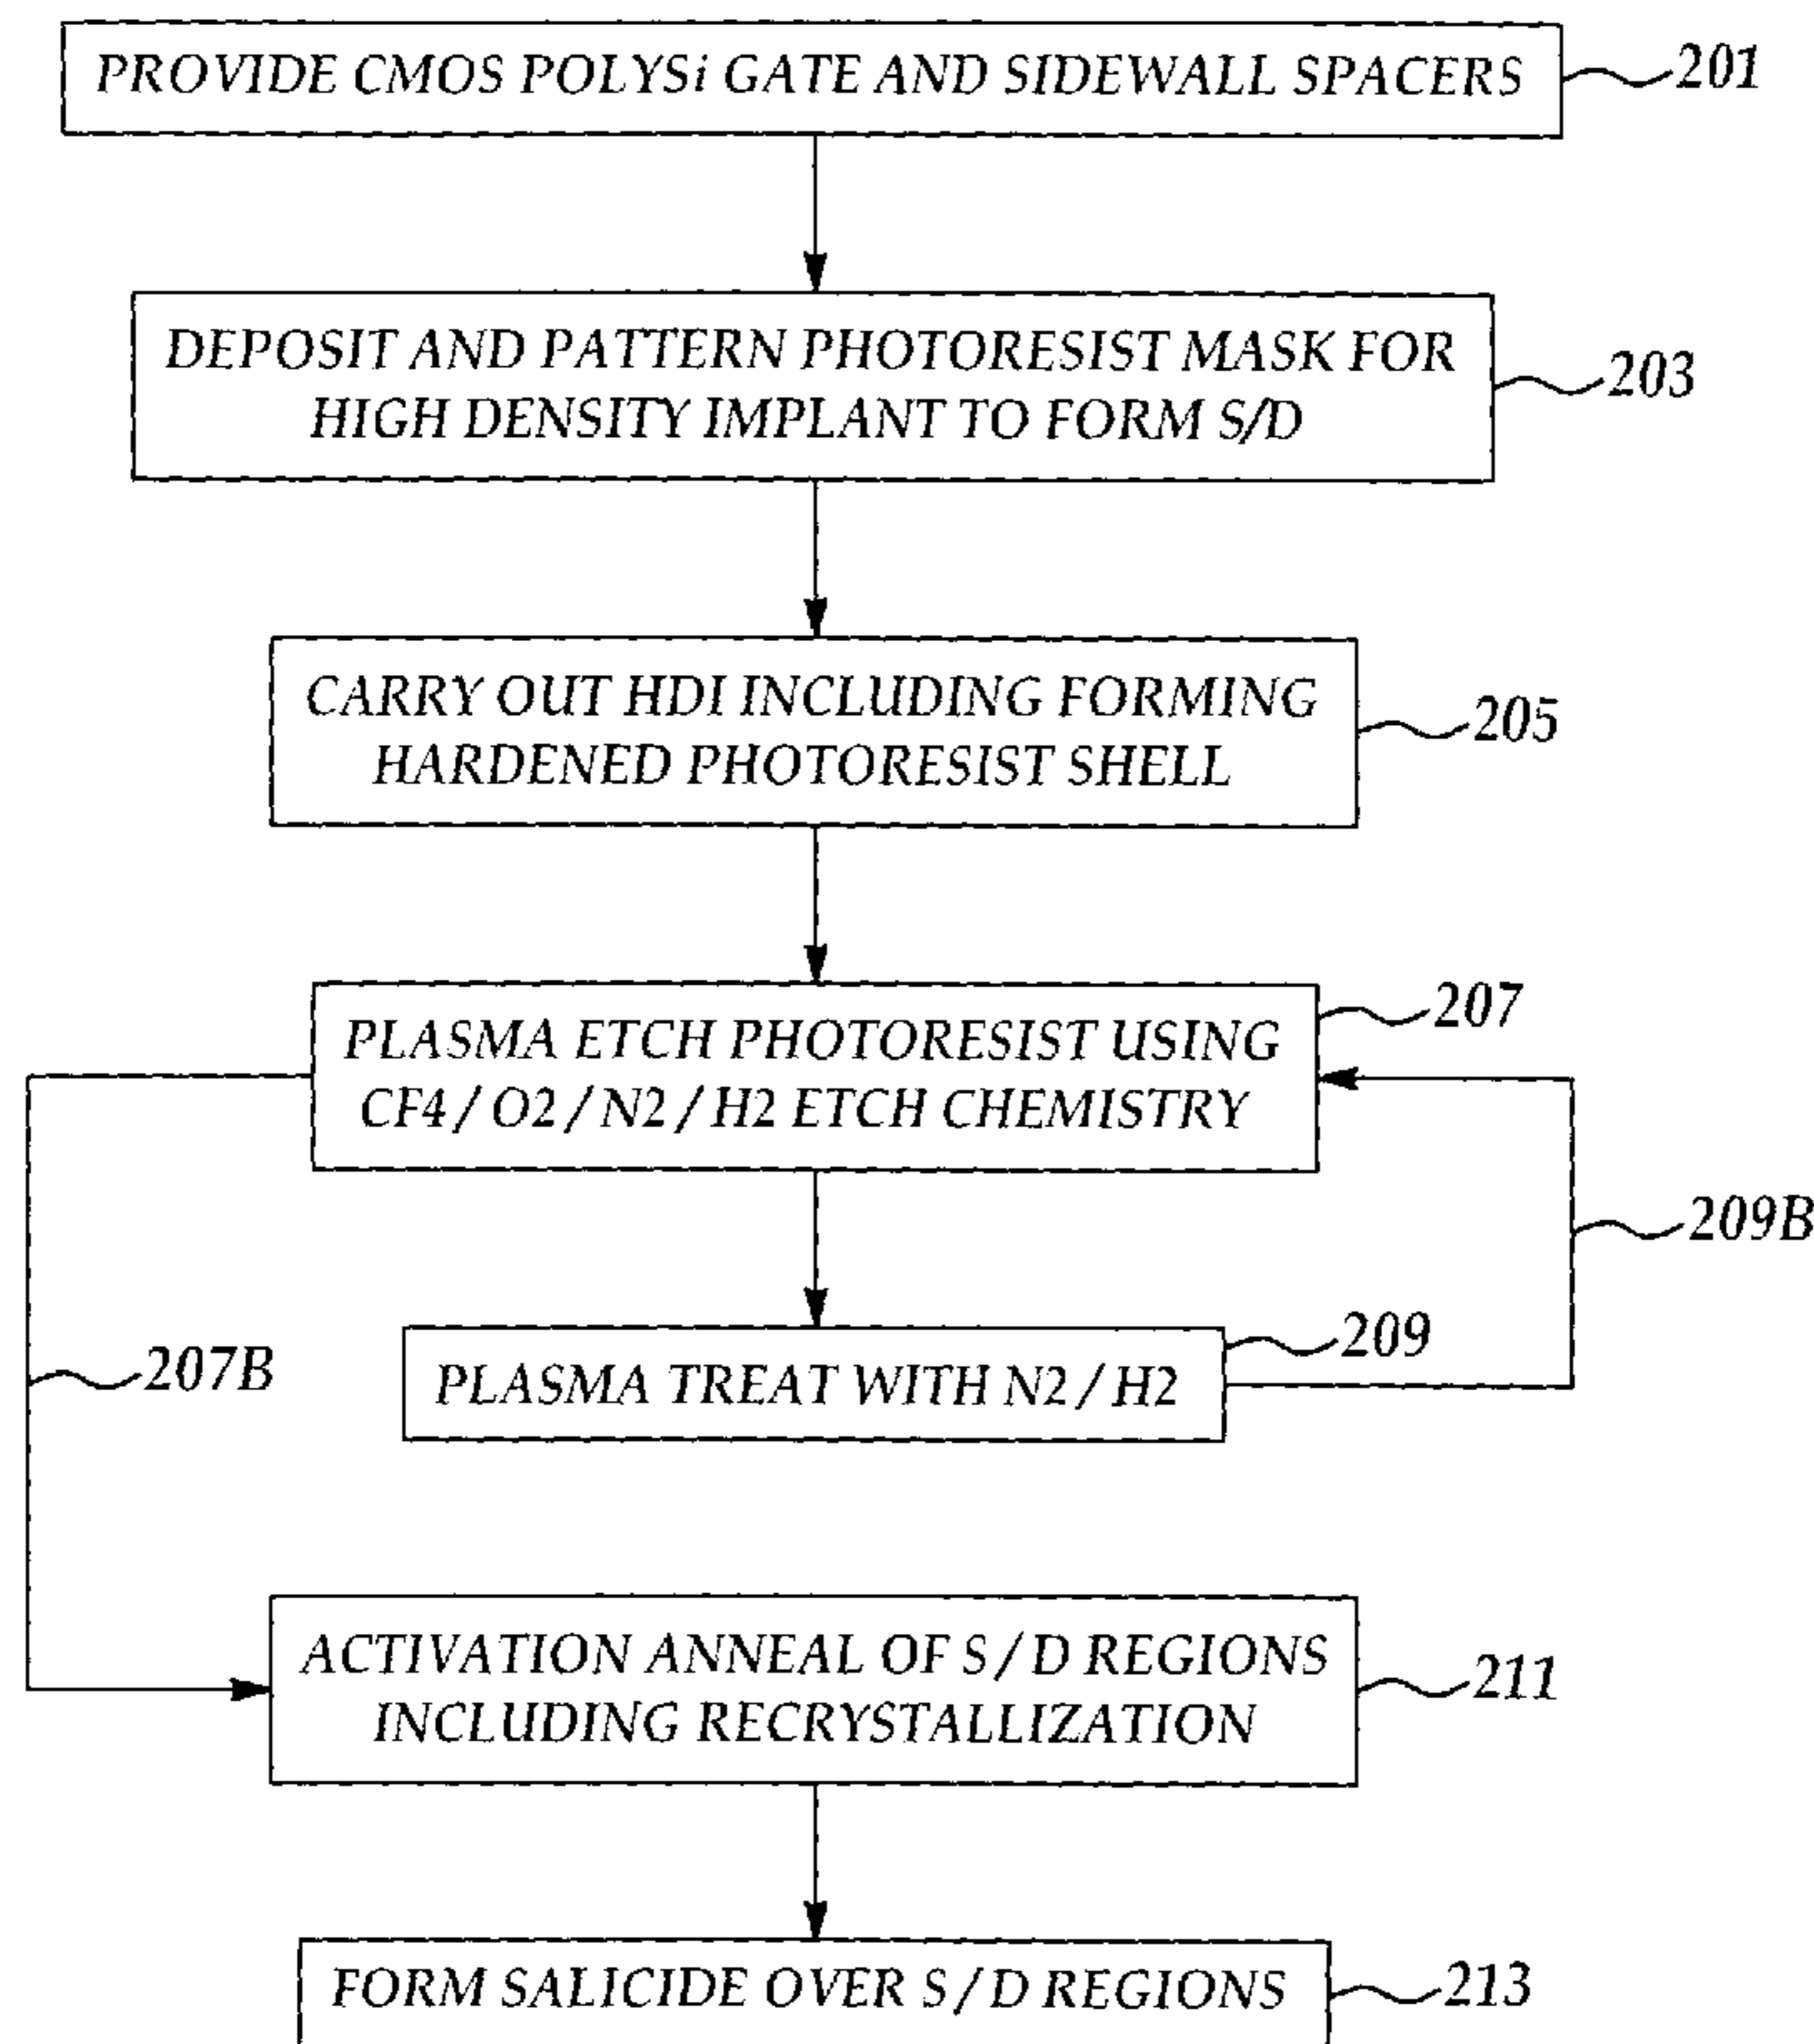 PROVIDE CMOS POLYSi GATE AND SIDEWALL SPACERS
201
DEPOSIT AND PATTERN PHOTORESIST MASK FOR
HIGH DENSITY IMPLANT TO FORM S/D
203
CARRY OUT HDI INCLUDING FORMING
HARDENED PHOTORESIST SHELL
205
PLASMA ETCH PHOTORESIST USING
CF4/O2/N2/H2 ETCH CHEMISTRY
207
209B
PLASMA TREAT WITH N2/H2
209
207B
ACTIVATION ANNEAL OF S/D REGIONS
INCLUDING RECRYSTALLIZATION
211
FORM SALICIDE OVER S/D REGIONS
213